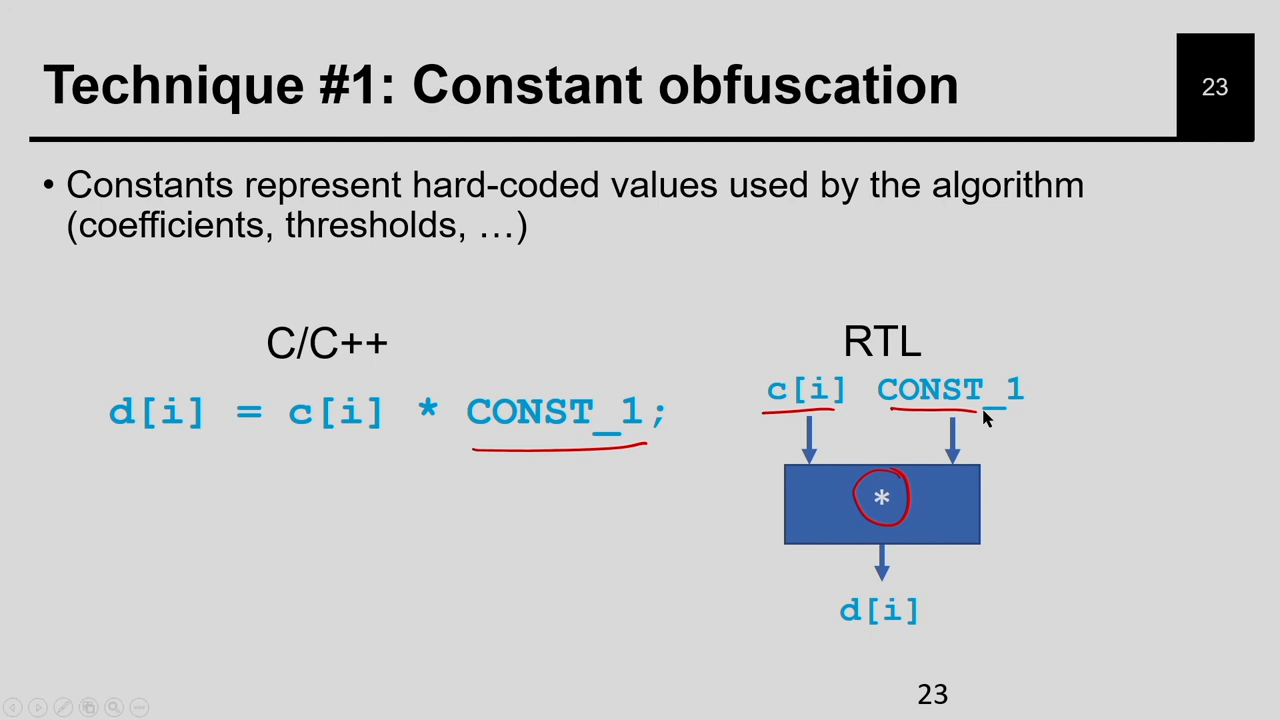 Technique #1: Constant obfuscation
23
• Constants represent hard-coded values used by the algorithm
(coefficients, thresholds, …)
C/C++
RTL
d[i] = c[i] * CONST_1;
c[i] CONST_1
*
d[i]
23